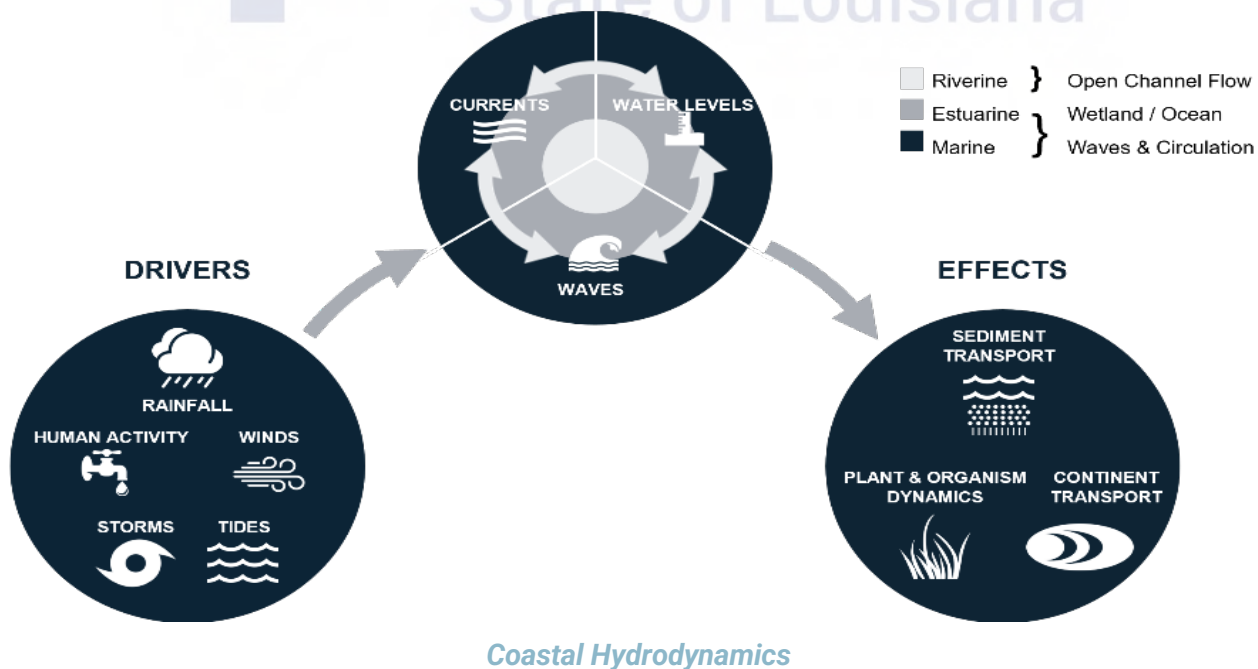 State of Louisiana
CURRENTS
WATER LEVELS
WAVES
Riverine } Open Channel Flow
Estuarine } Wetland / Ocean
Marine Waves & Circulation
DRIVERS
RAINFALL
HUMAN ACTIVITY
WINDS
STORMS
TIDES
EFFECTS
SEDIMENT
TRANSPORT
PLANT & ORGANISM
DYNAMICS
CONTINENT
TRANSPORT
Coastal Hydrodynamics